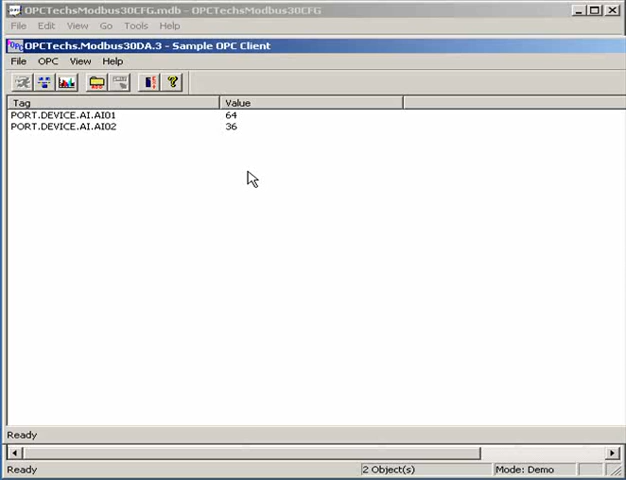 OPCTechsModbus30CFG.mdb - OPCTechsModbus30CFG
File Edit View Go Tools Help
OPCTechs.Modbus30DA.3 - Sample OPC Client
File OPC View Help
Tag Value
PORT.DEVICE.AI.AI01 64
PORT.DEVICE.AI.AI02 36
Ready
Ready 2 Object(s) Mode: Demo